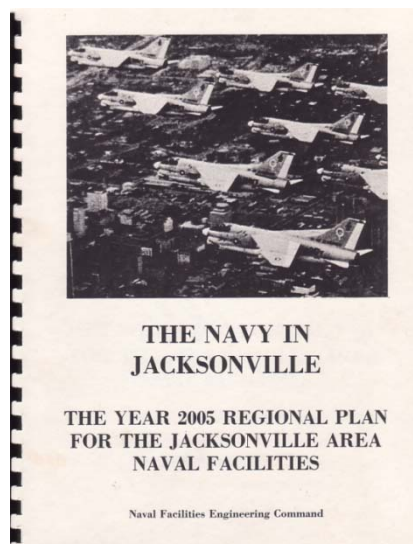 THE NAVY IN
JACKSONVILLE
THE YEAR 2005 REGIONAL PLAN
FOR THE JACKSONVILLE AREA
NAVAL FACILITIES
Naval Facilities Engineering Command